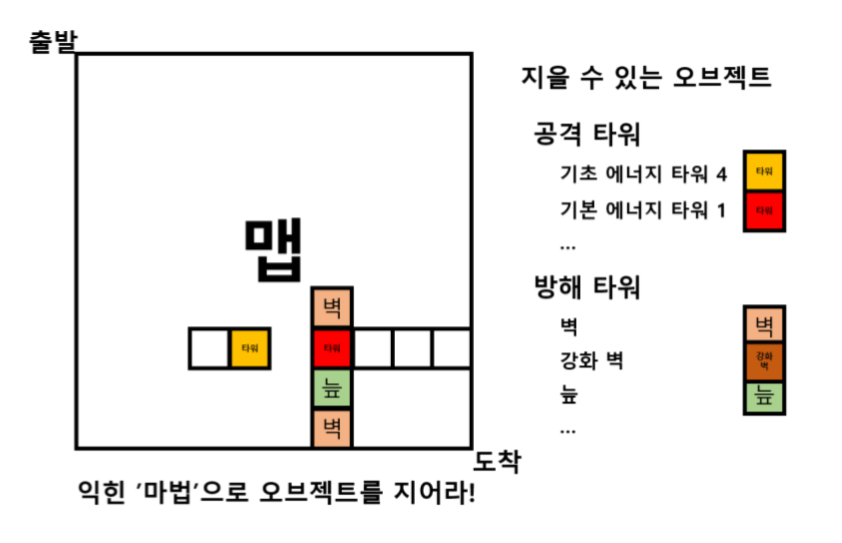 출발
지을 수 있는 오브젝트
공격 타워
기초 에너지 타워 4
타워
기본 에너지 타워 1
타워
...
맵
방해 타워
벽
벽
강화 벽
강화
벽
늪
늪
...
벽
타워
타워
늪
벽
도착
익힌 '마법'으로 오브젝트를 지어라!